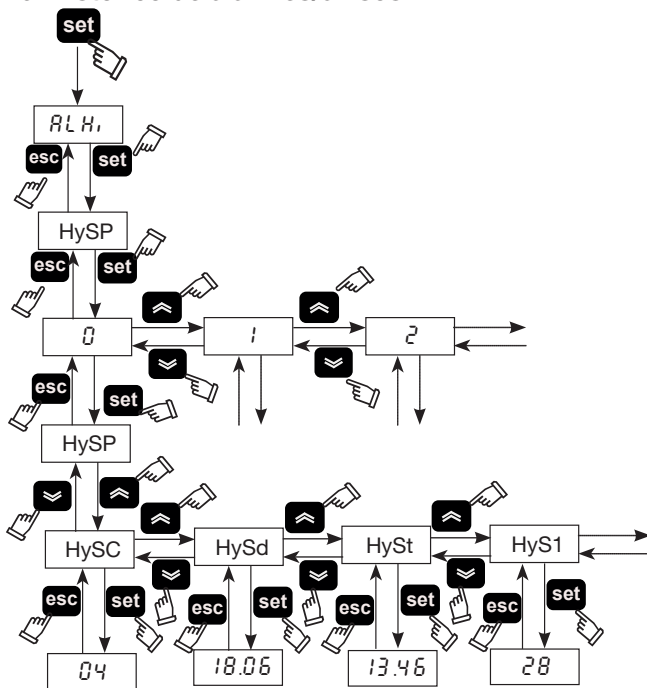 set
ALHi
esc set
HySP
esc set
0 1 2
esc set
HySP
HySC HySd HySt HyS1
esc set esc set esc set esc set
04 18.06 13.46 28